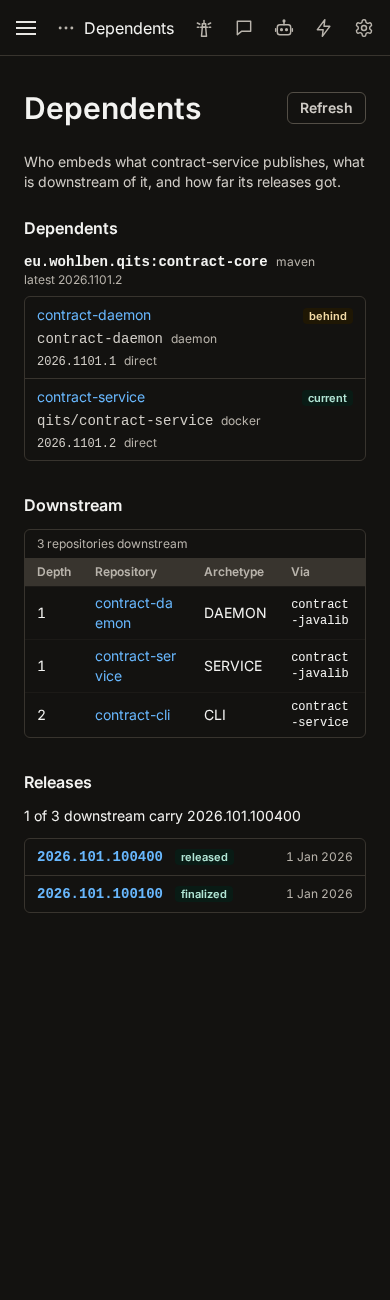 Dependents
Dependents
Refresh
Who embeds what contract-service publishes, what
is downstream of it, and how far its releases got.
Dependents
eu.wohlben.qits:contract-core maven
latest 2026.1101.2
contract-daemon behind
contract-daemon daemon
2026.1101.1 direct
contract-service current
qits/contract-service docker
2026.1101.2 direct
Downstream
3 repositories downstream
Depth Repository Archetype Via
1 contract-da
emon DAEMON contract
-javalib
1 contract-ser
vice SERVICE contract
-javalib
2 contract-cli CLI contract
-service
Releases
1 of 3 downstream carry 2026.101.100400
2026.101.100400 released 1 Jan 2026
2026.101.100100 finalized 1 Jan 2026